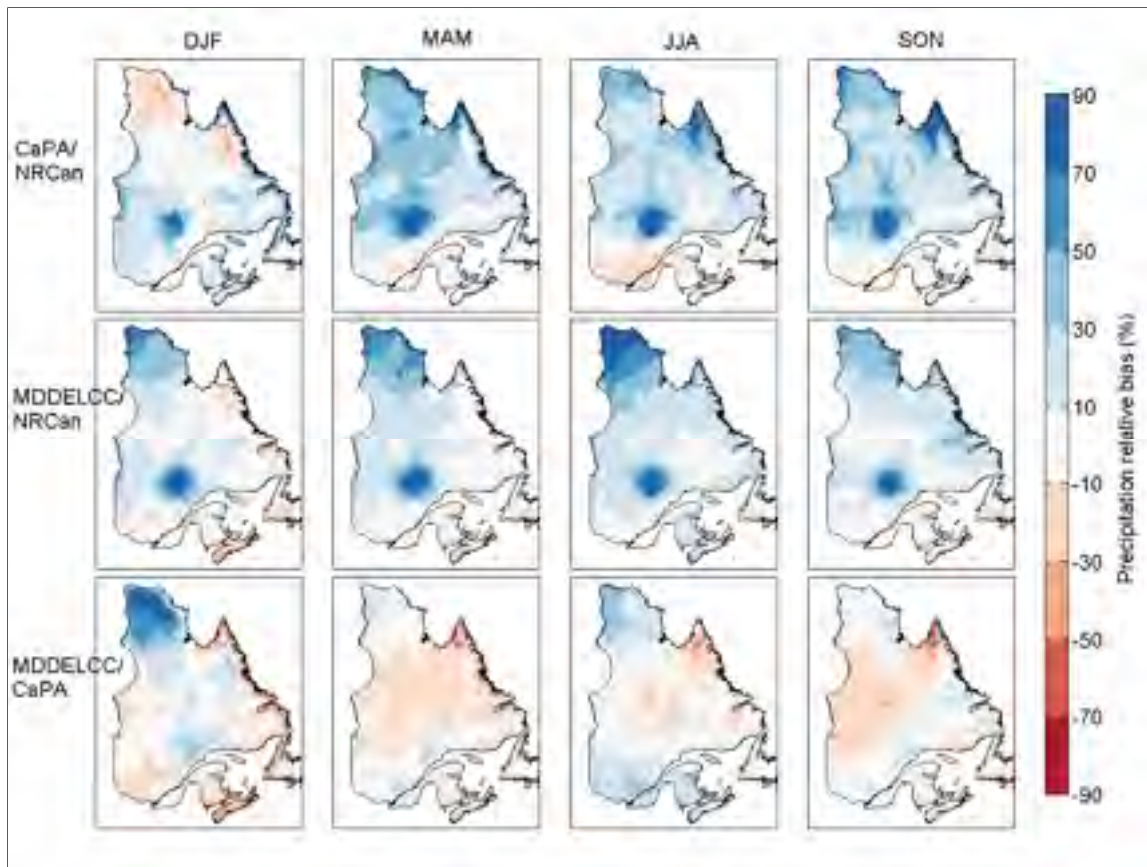 DJF MAM JJA SON
CaPA/
NRCan
MDDELCC/
NRCan
MDDELCC/
CaPA
90
70
50
30
10
-10
-30
-50
-70
-90
Precipitation relative bias (%)